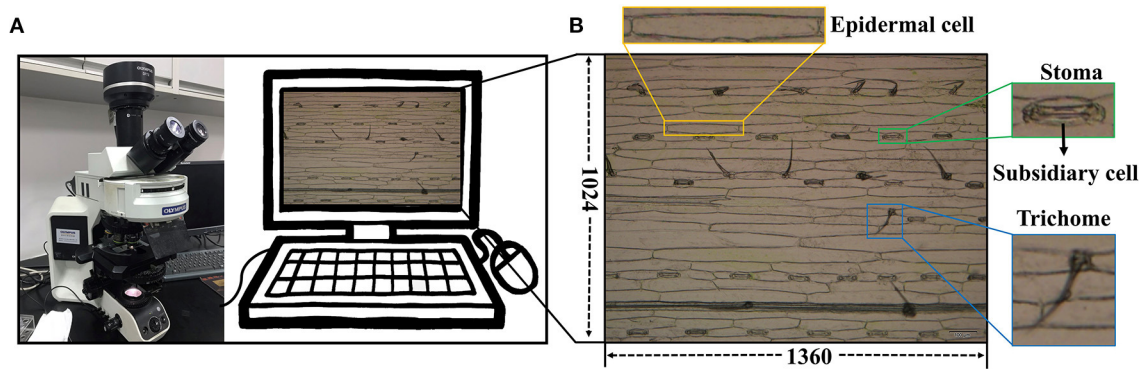 A
B
Epidermal cell
Stoma
Subsidiary cell
Trichome
1024
1360
OLYMPUS